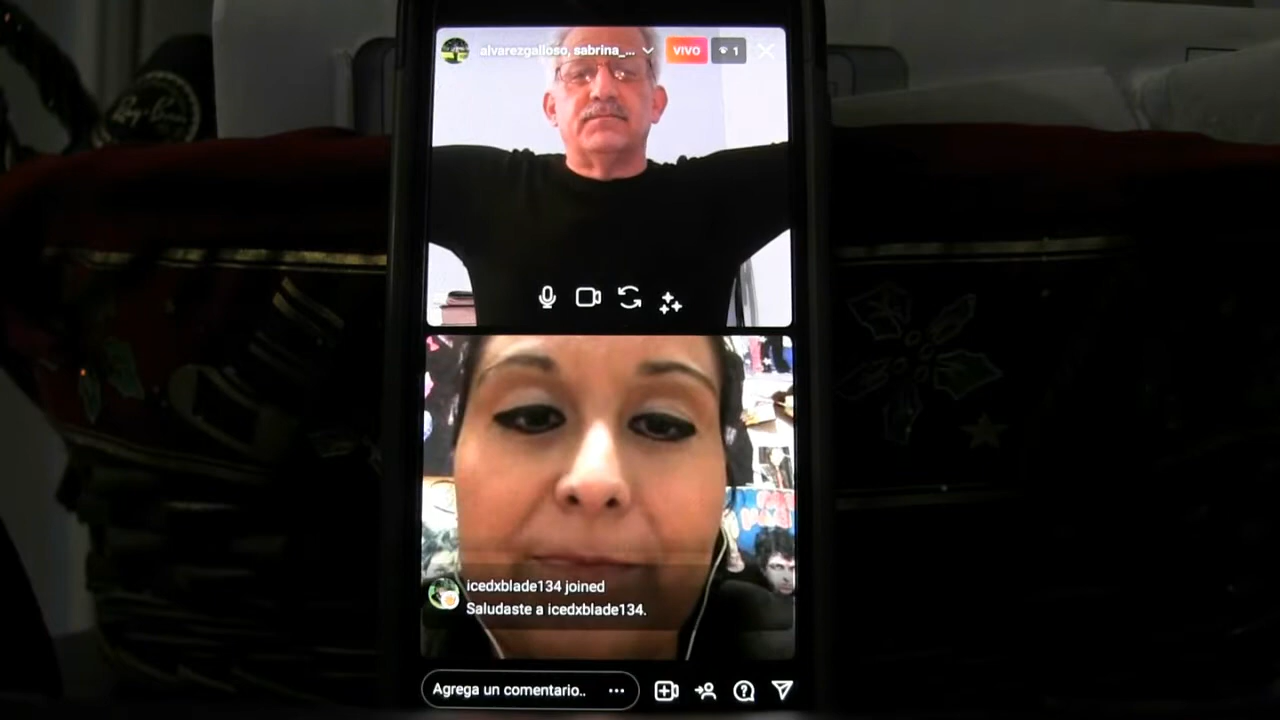 alvarezgalloso, sabrina_...
VIVO
1
icedxblade134 joined
Saludaste a icedxblade134.
Agrega un comentario..